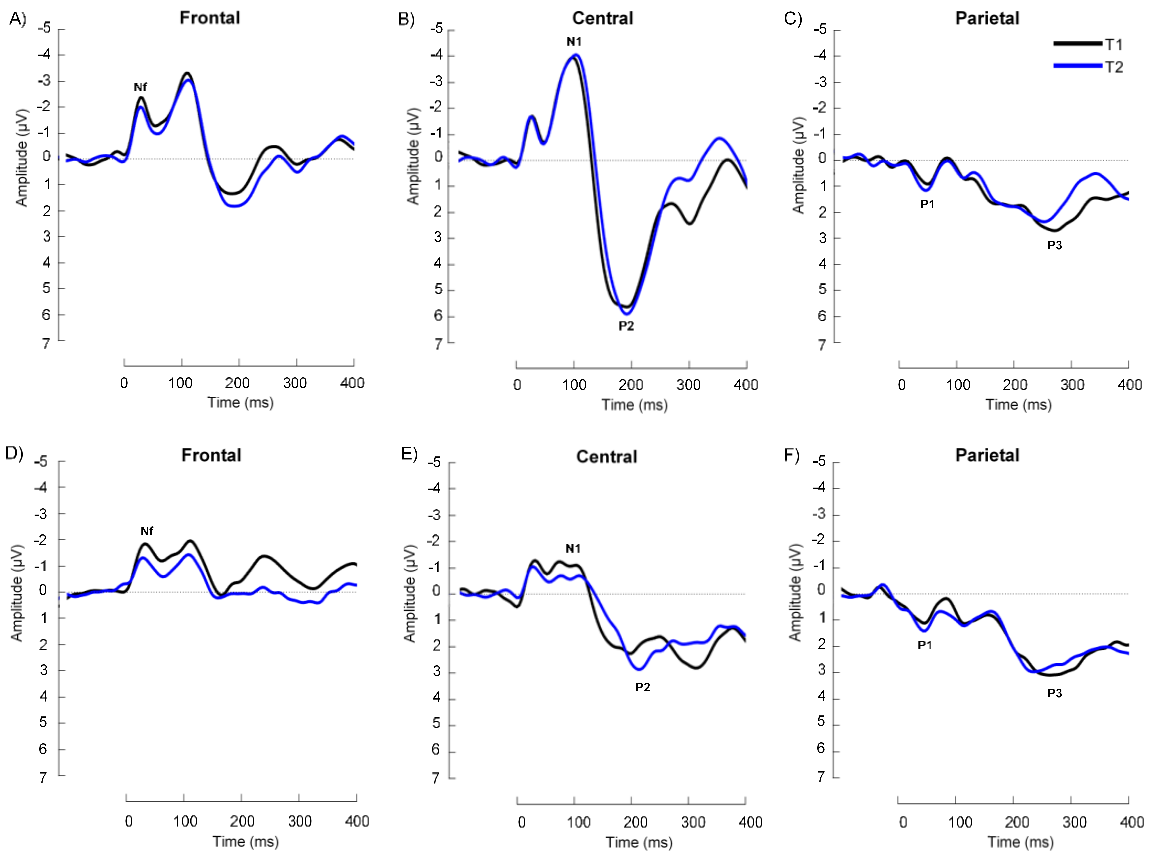 A)
Frontal
-5
-4
-3
-2
-1
0
1
2
3
4
5
6
7
Amplitude (µV)
Nf
0 100 200 300 400
Time (ms)
B)
Central
-5
-4
-3
-2
-1
0
1
2
3
4
5
6
7
Amplitude (µV)
N1
P2
0 100 200 300 400
Time (ms)
C)
Parietal
-5
-4
-3
-2
-1
0
1
2
3
4
5
6
7
Amplitude (µV)
T1
T2
P1
P3
0 100 200 300 400
Time (ms)
D)
Frontal
-5
-4
-3
-2
-1
0
1
2
3
4
5
6
7
Amplitude (µV)
Nf
0 100 200 300 400
Time (ms)
E)
Central
-5
-4
-3
-2
-1
0
1
2
3
4
5
6
7
Amplitude (µV)
N1
P2
0 100 200 300 400
Time (ms)
F)
Parietal
-5
-4
-3
-2
-1
0
1
2
3
4
5
6
7
Amplitude (µV)
P1
P3
0 100 200 300 400
Time (ms)